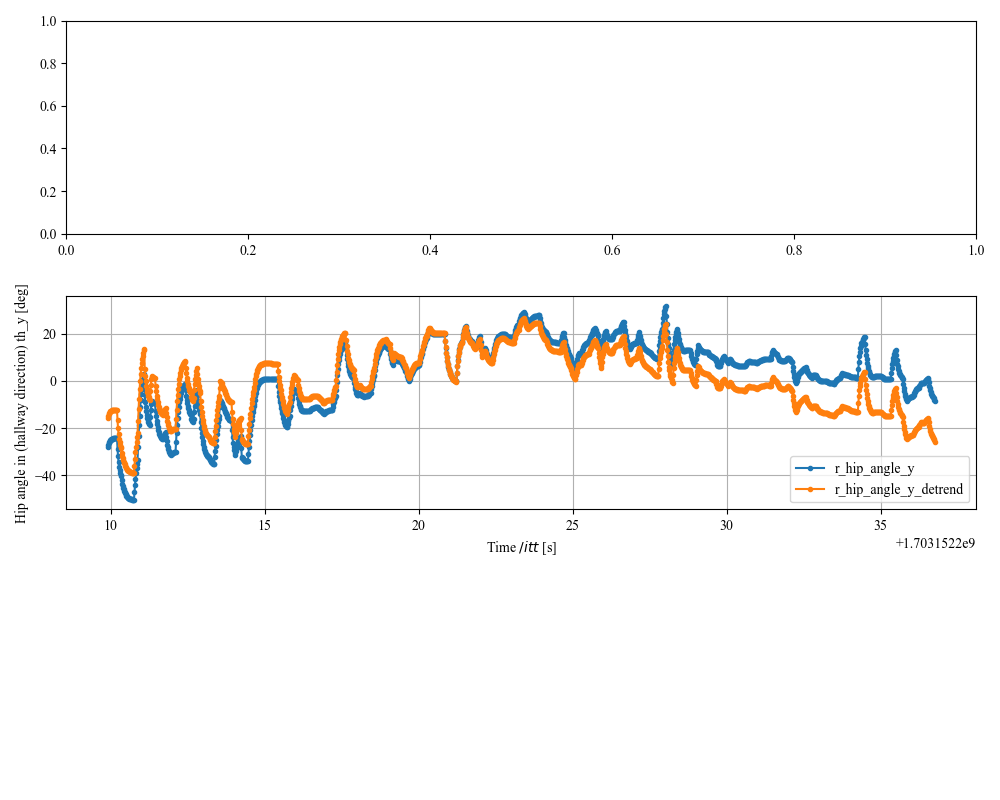 1.0
0.8
0.6
0.4
0.2
0.0
0.0 0.2 0.4 0.6 0.8 1.0
Hip angle in (hallway direction) th_y [deg]
20
0
−20
−40
r_hip_angle_y
r_hip_angle_y_detrend
10 15 20 25 30 35
+1.7031522e9
Time /itt [s]